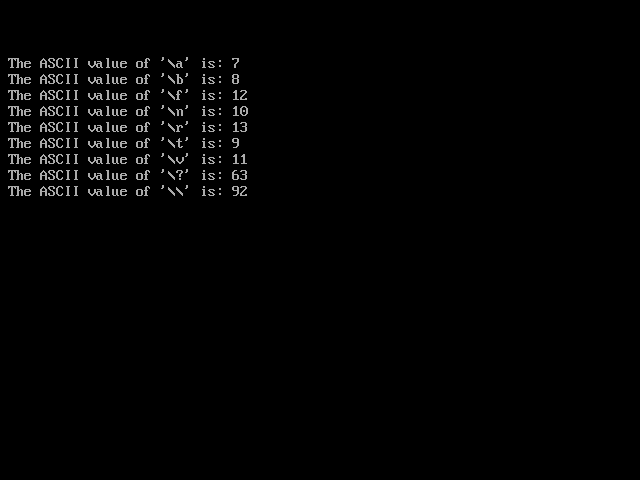 The ASCII value of '\a' is: 7
The ASCII value of '\b' is: 8
The ASCII value of '\f' is: 12
The ASCII value of '\n' is: 10
The ASCII value of '\r' is: 13
The ASCII value of '\t' is: 9
The ASCII value of '\v' is: 11
The ASCII value of '\?' is: 63
The ASCII value of '\\' is: 92